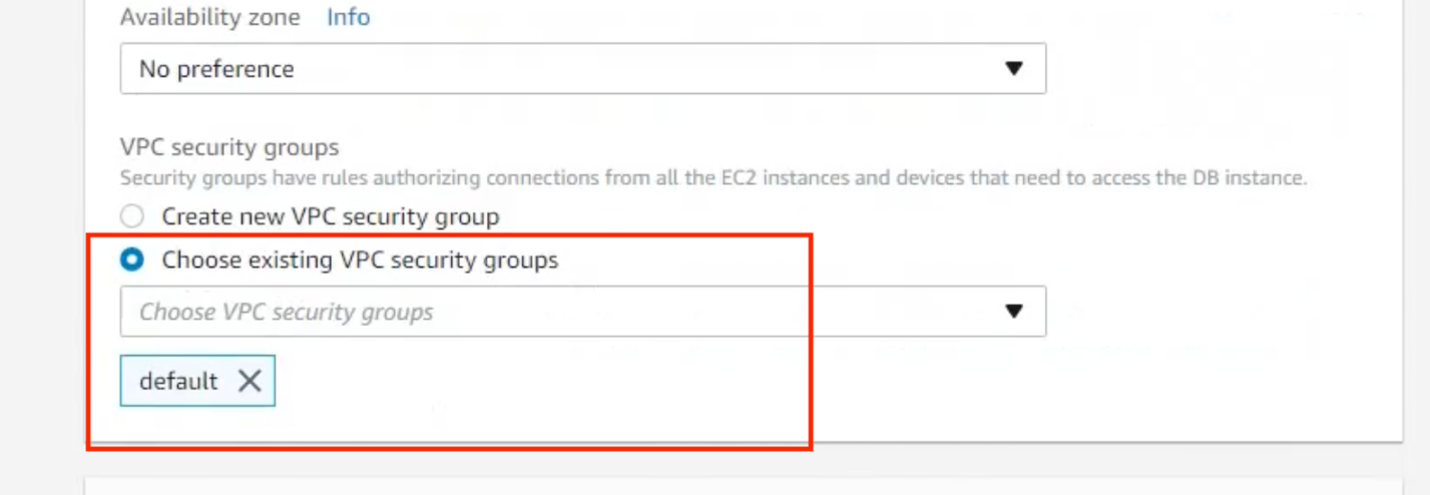 Availability zone Info
No preference
VPC security groups
Security groups have rules authorizing connections from all the EC2 instances and devices that need to access the DB instance.
Create new VPC security group
Choose existing VPC security groups
Choose VPC security groups
default